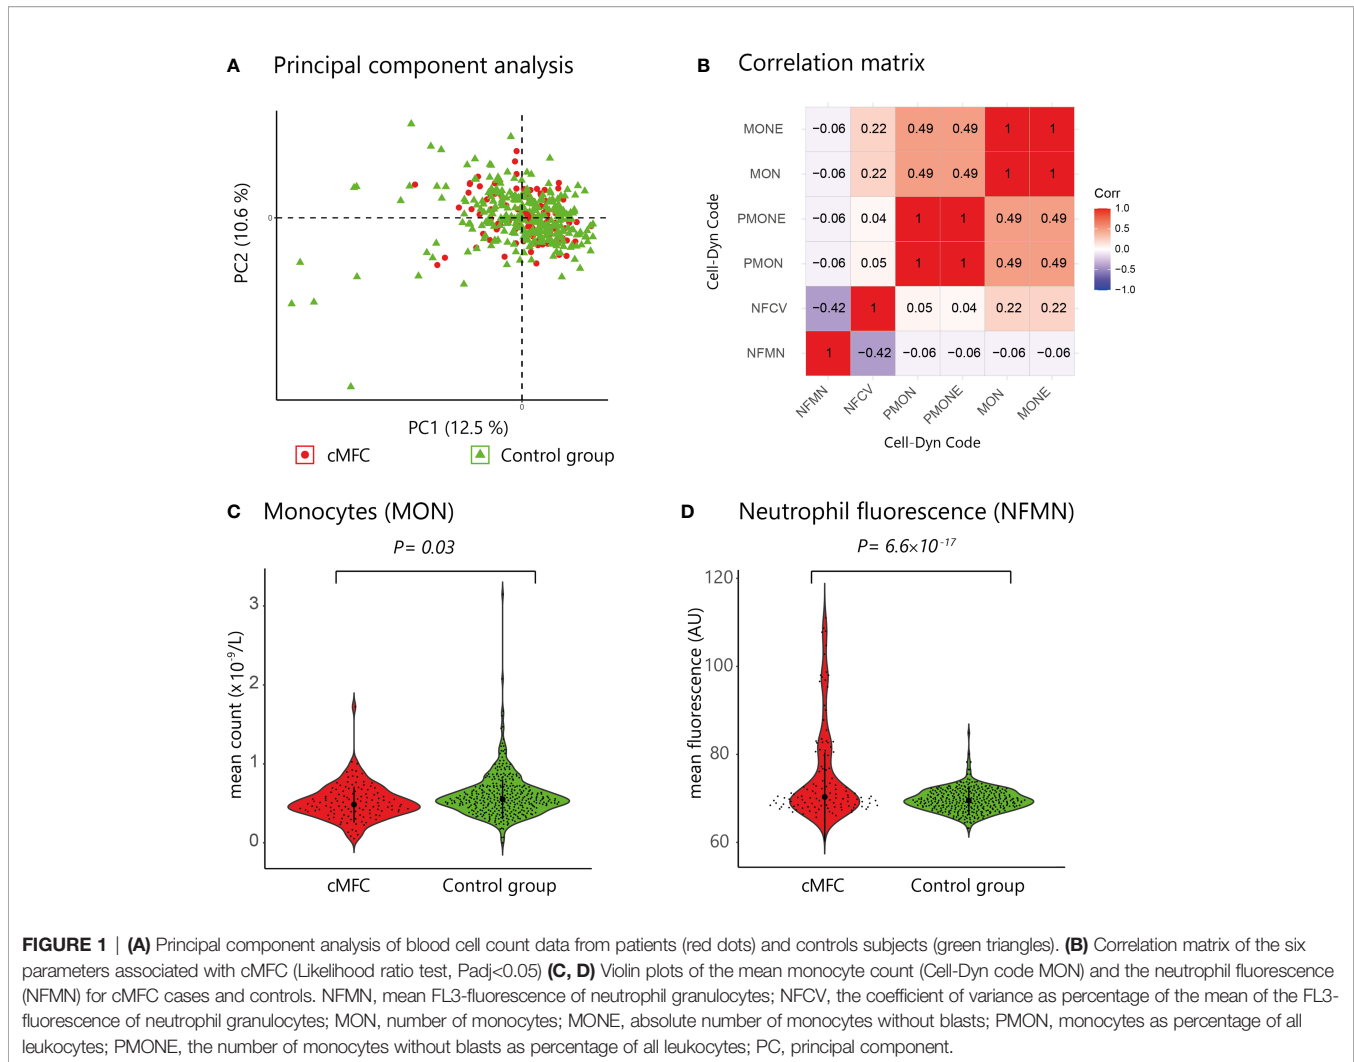 A Principal component analysis
PC2 (10.6 %)
0
0
PC1 (12.5 %)
cMFC
Control group
B Correlation matrix
Cell-Dyn Code
MONE −0.06 0.22 0.49 0.49 1 1
MON −0.06 0.22 0.49 0.49 1 1
PMONE −0.06 0.04 1 1 0.49 0.49
PMON −0.06 0.05 1 1 0.49 0.49
NFCV −0.42 1 0.05 0.04 0.22 0.22
NFMN 1 −0.42 −0.06 −0.06 −0.06 −0.06
NFMN NFCV PMON PMONE MON MONE
Cell-Dyn Code
Corr
1.0
0.5
0.0
−0.5
−1.0
C Monocytes (MON)
P= 0.03
mean count (x10⁻⁹/L)
3
2
1
0
cMFC Control group
D Neutrophil fluorescence (NFMN)
P= 6.6×10⁻¹⁷
mean fluorescence (AU)
120
100
80
60
cMFC Control group
FIGURE 1 | (A) Principal component analysis of blood cell count data from patients (red dots) and controls subjects (green triangles). (B) Correlation matrix of the six
parameters associated with cMFC (Likelihood ratio test, Padj<0.05) (C, D) Violin plots of the mean monocyte count (Cell-Dyn code MON) and the neutrophil fluorescence
(NFMN) for cMFC cases and controls. NFMN, mean FL3-fluorescence of neutrophil granulocytes; NFCV, the coefficient of variance as percentage of the mean of the FL3-
fluorescence of neutrophil granulocytes; MON, number of monocytes; MONE, absolute number of monocytes without blasts; PMON, monocytes as percentage of all
leukocytes; PMONE, the number of monocytes without blasts as percentage of all leukocytes; PC, principal component.